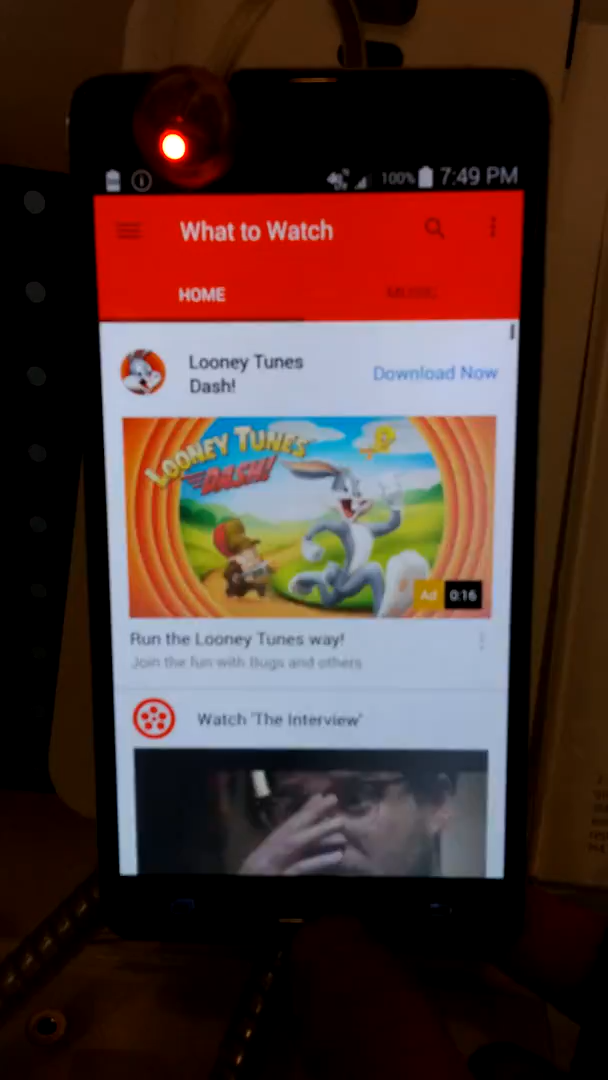 100% 7:49 PM
What to Watch
HOME MUSIC
Looney Tunes
Dash!
Download Now
LOONEY TUNES
DASH!
Ad 0:16
Run the Looney Tunes way!
Join the fun with Bugs and others
Watch 'The Interview'